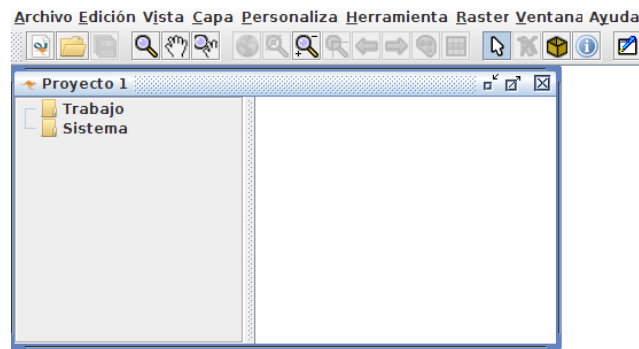 Archivo Edición Vista Capa Personaliza Herramienta Raster Ventana Ayuda
Proyecto 1
Trabajo
Sistema